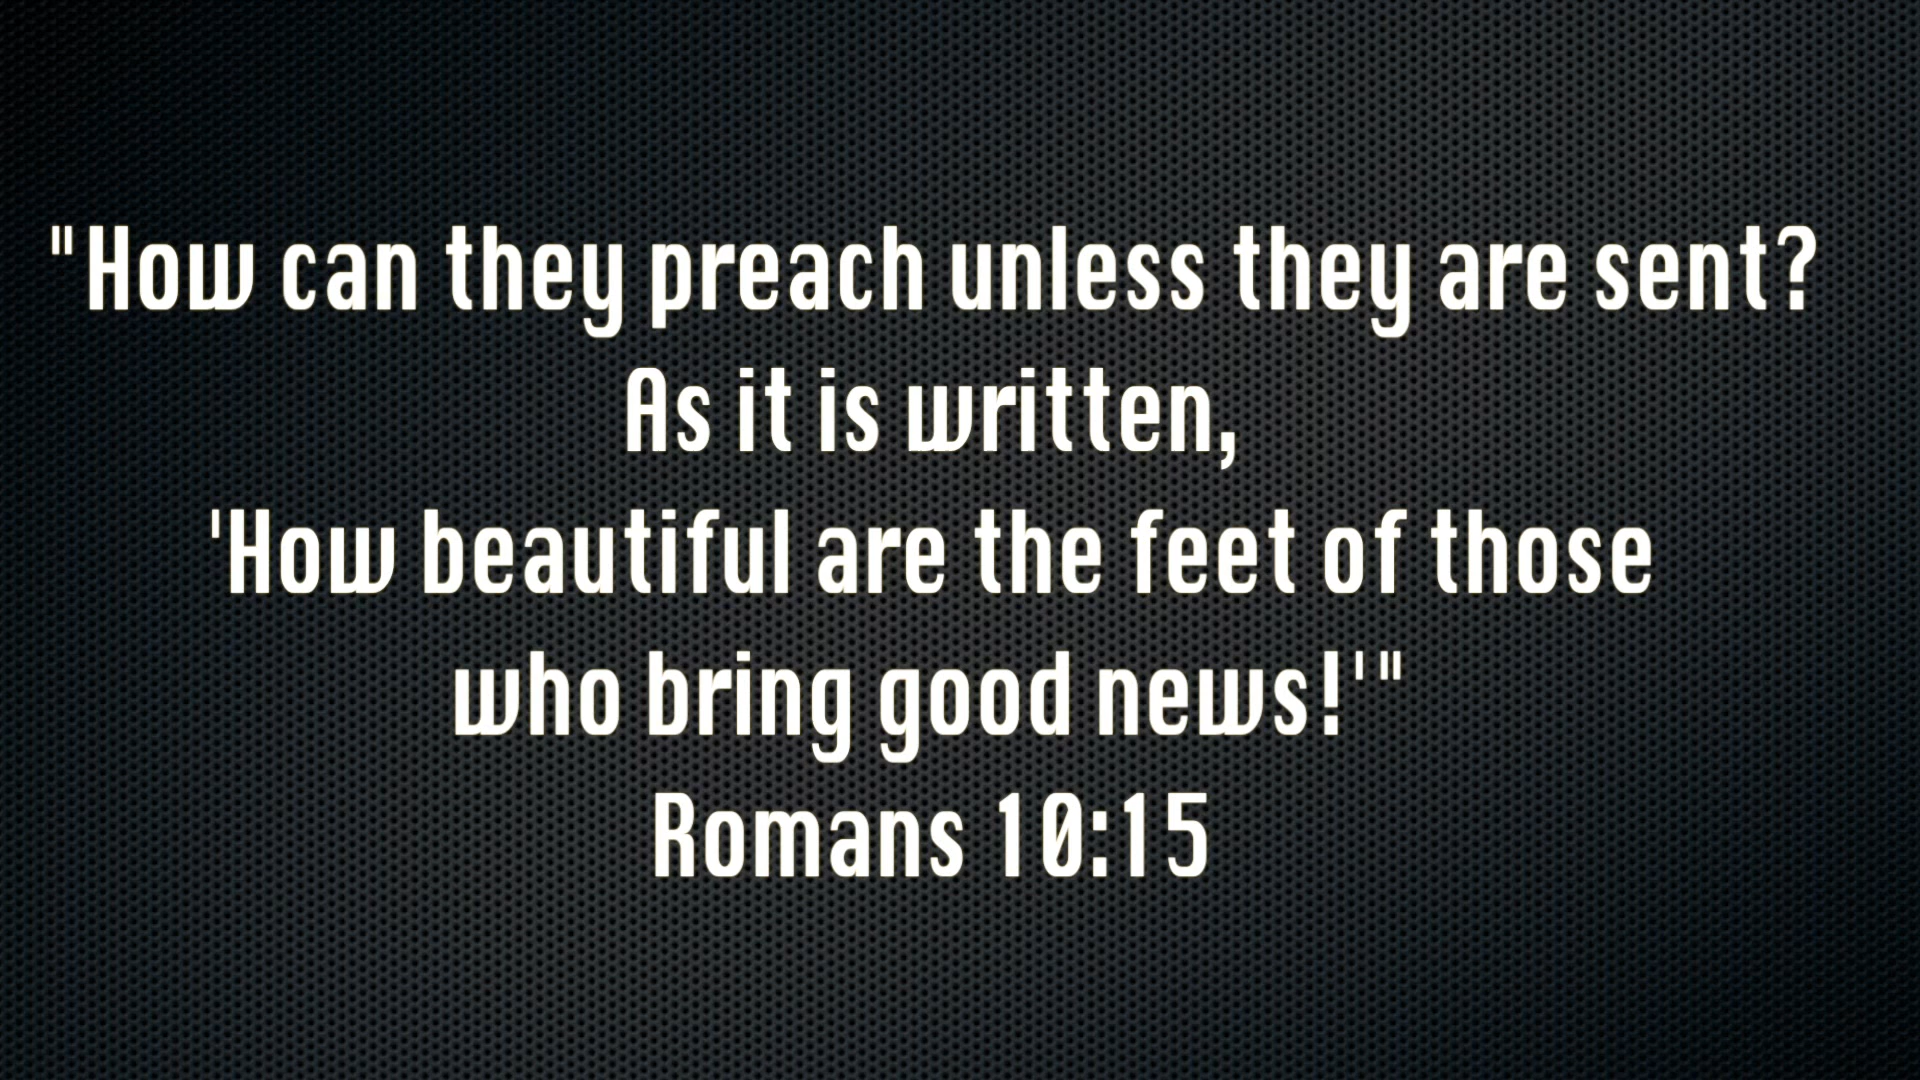 "How can they preach unless they are sent?
As it is written,
'How beautiful are the feet of those
who bring good news!'"
Romans 10:15